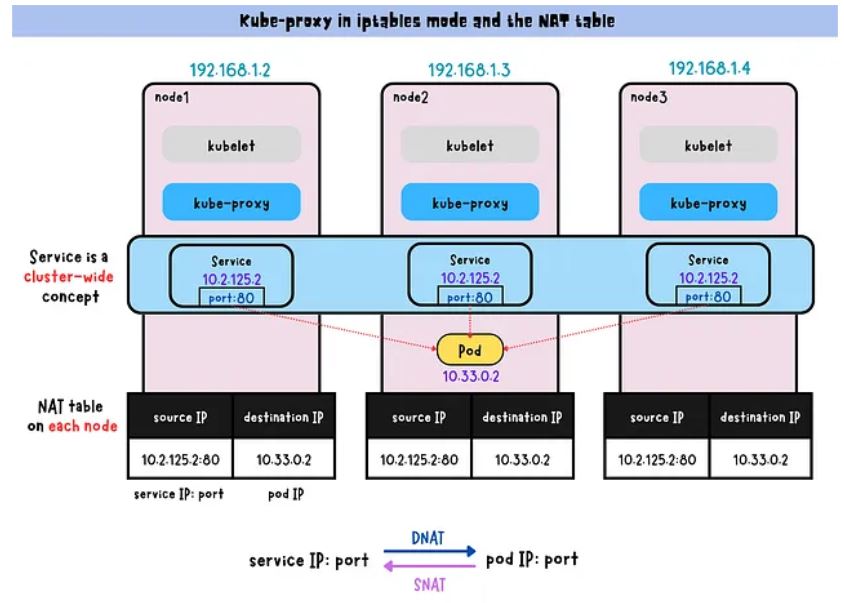 Kube-proxy in iptables mode and the NAT table
192.168.1.2
192.168.1.3
192.168.1.4
node1
node2
node3
kubelet
kubelet
kubelet
kube-proxy
kube-proxy
kube-proxy
Service is a
cluster-wide
concept
Service
10.2.125.2
port:80
Service
10.2.125.2
port:80
Service
10.2.125.2
port:80
Pod
10.33.0.2
NAT table
on each node
source IP
destination IP
source IP
destination IP
source IP
destination IP
10.2.125.2:80
10.33.0.2
10.2.125.2:80
10.33.0.2
10.2.125.2:80
10.33.0.2
service IP: port
pod IP
service IP: port
DNAT
SNAT
pod IP: port